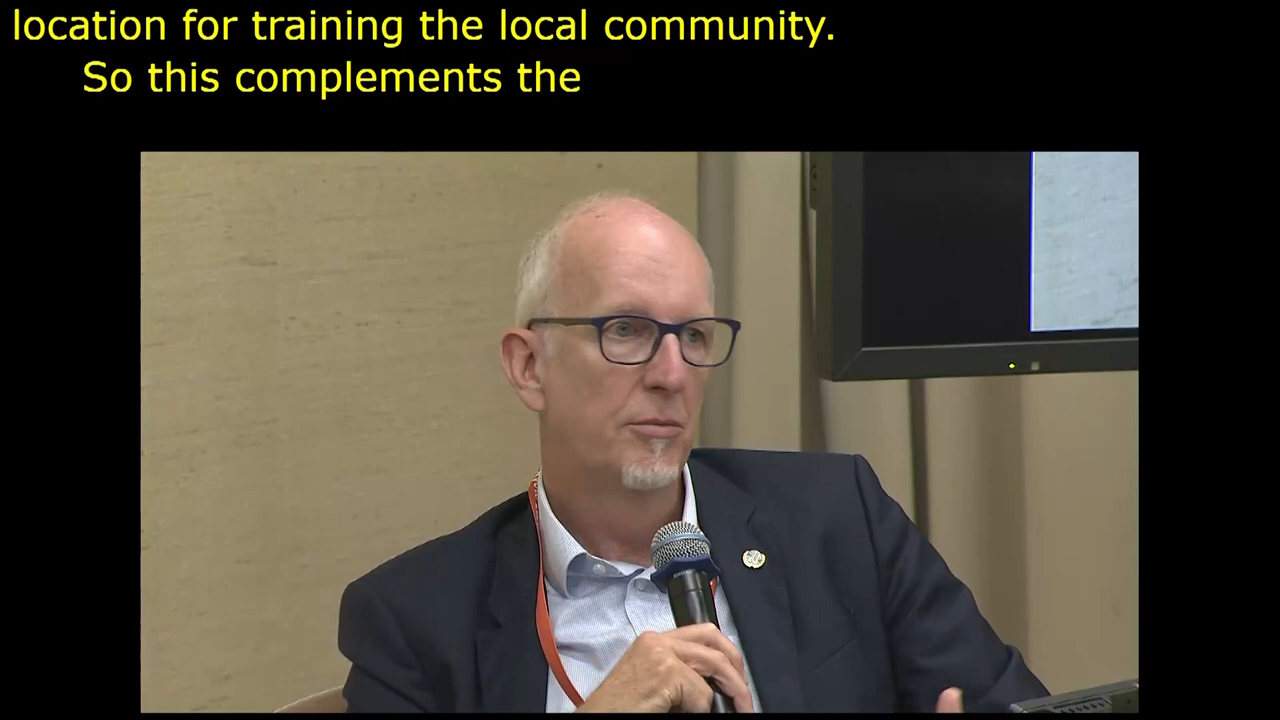 location for training the local community.
So this complements the